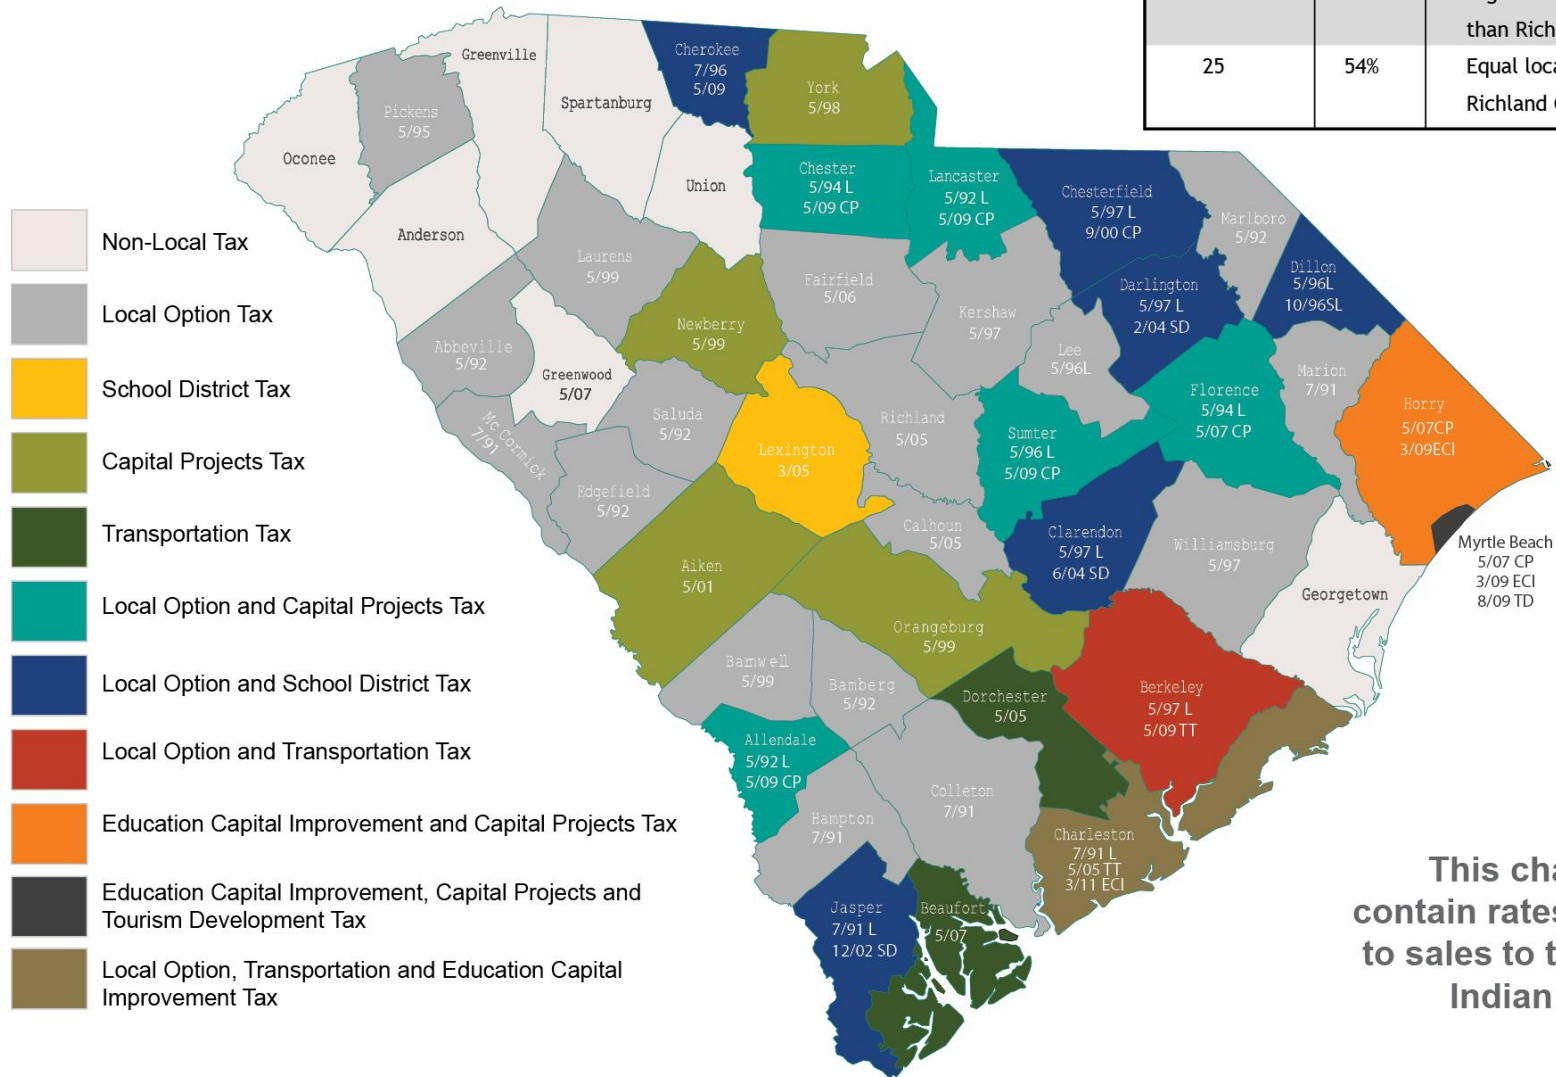 than Rich
25 54% Equal loca
Richland
Non-Local Tax
Local Option Tax
School District Tax
Capital Projects Tax
Transportation Tax
Local Option and Capital Projects Tax
Local Option and School District Tax
Local Option and Transportation Tax
Education Capital Improvement and Capital Projects Tax
Education Capital Improvement, Capital Projects and
Tourism Development Tax
Local Option, Transportation and Education Capital
Improvement Tax
Oconee
Pickens
5/95
Greenville
Spartanburg
Cherokee
7/96
5/09
York
5/98
Anderson
Union
Chester
5/94 L
5/09 CP
Lancaster
5/92 L
5/09 CP
Chesterfield
5/97 L
9/00 CP
Marlboro
5/92
Laurens
5/99
Fairfield
5/06
Kershaw
5/97
Darlington
5/97 L
2/04 SD
Dillon
5/96L
10/96SL
Abbeville
5/92
Greenwood
5/07
Newberry
5/99
Lee
5/96L
Florence
5/94 L
5/07 CP
Marion
7/91
Horry
5/07CP
3/09ECI
Mc Cormick
7/91
Saluda
5/92
Lexington
3/05
Richland
5/05
Sumter
5/96 L
5/09 CP
Edgefield
5/92
Calhoun
5/05
Clarendon
5/97 L
6/04 SD
Williamsburg
5/97
Georgetown
Myrtle Beach
5/07 CP
3/09 ECI
8/09 TD
Aiken
5/01
Orangeburg
5/99
Barnwell
5/99
Bamberg
5/92
Dorchester
5/05
Berkeley
5/97 L
5/09 TT
Allendale
5/92 L
5/09 CP
Colleton
7/91
Hampton
7/91
Charleston
7/91 L
5/05 TT
3/11 ECI
Jasper
7/91 L
12/02 SD
Beaufort
5/07
This cha
contain rates
to sales to t
Indian